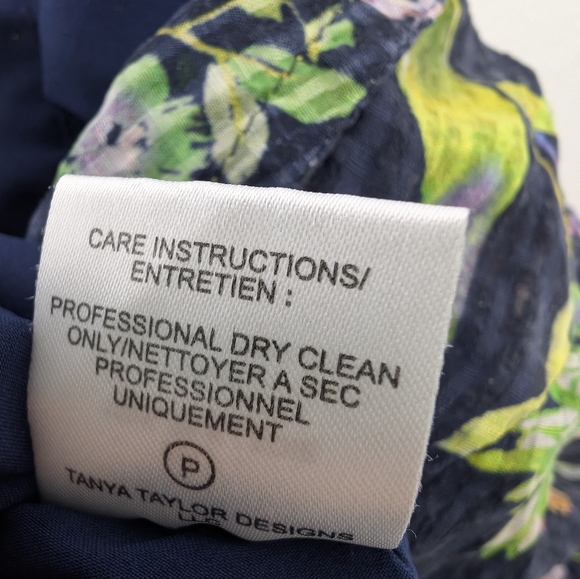 CARE INSTRUCTIONS/
ENTRETIEN :
PROFESSIONAL DRY CLEAN
ONLY/NETTOYER A SEC
PROFESSIONNEL
UNIQUEMENT
P
TANYA TAYLOR DESIGNS
LLC